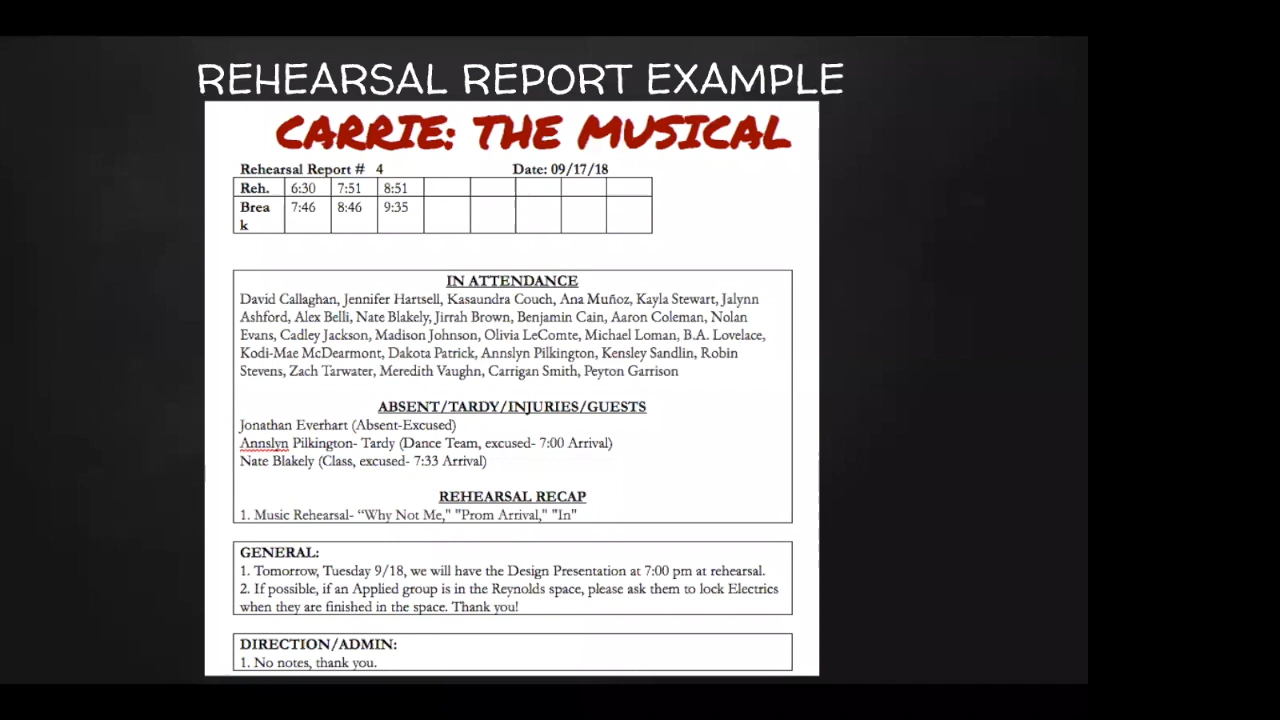 REHEARSAL REPORT EXAMPLE
CARRIE: THE MUSICAL
Rehearsal Report # 4 Date: 09/17/18
Reh. 6:30 7:51 8:51
Brea 7:46 8:46 9:35
k
IN ATTENDANCE
David Callaghan, Jennifer Hartsell, Kasaundra Couch, Ana Muñoz, Kayla Stewart, Jalynn
Ashford, Alex Belli, Nate Blakely, Jirrah Brown, Benjamin Cain, Aaron Coleman, Nolan
Evans, Cadley Jackson, Madison Johnson, Olivia LeComte, Michael Loman, B.A. Lovelace,
Kodi-Mae McDearmont, Dakota Patrick, Annslyn Pilkington, Kensley Sandlin, Robin
Stevens, Zach Tarwater, Meredith Vaughn, Carrigan Smith, Peyton Garrison
ABSENT/TARDY/INJURIES/GUESTS
Jonathan Everhart (Absent-Excused)
Annslyn Pilkington- Tardy (Dance Team, excused- 7:00 Arrival)
Nate Blakely (Class, excused- 7:33 Arrival)
REHEARSAL RECAP
1. Music Rehearsal- “Why Not Me," "Prom Arrival," "In"
GENERAL:
1. Tomorrow, Tuesday 9/18, we will have the Design Presentation at 7:00 pm at rehearsal.
2. If possible, if an Applied group is in the Reynolds space, please ask them to lock Electrics
when they are finished in the space. Thank you!
DIRECTION/ADMIN:
1. No notes, thank you.